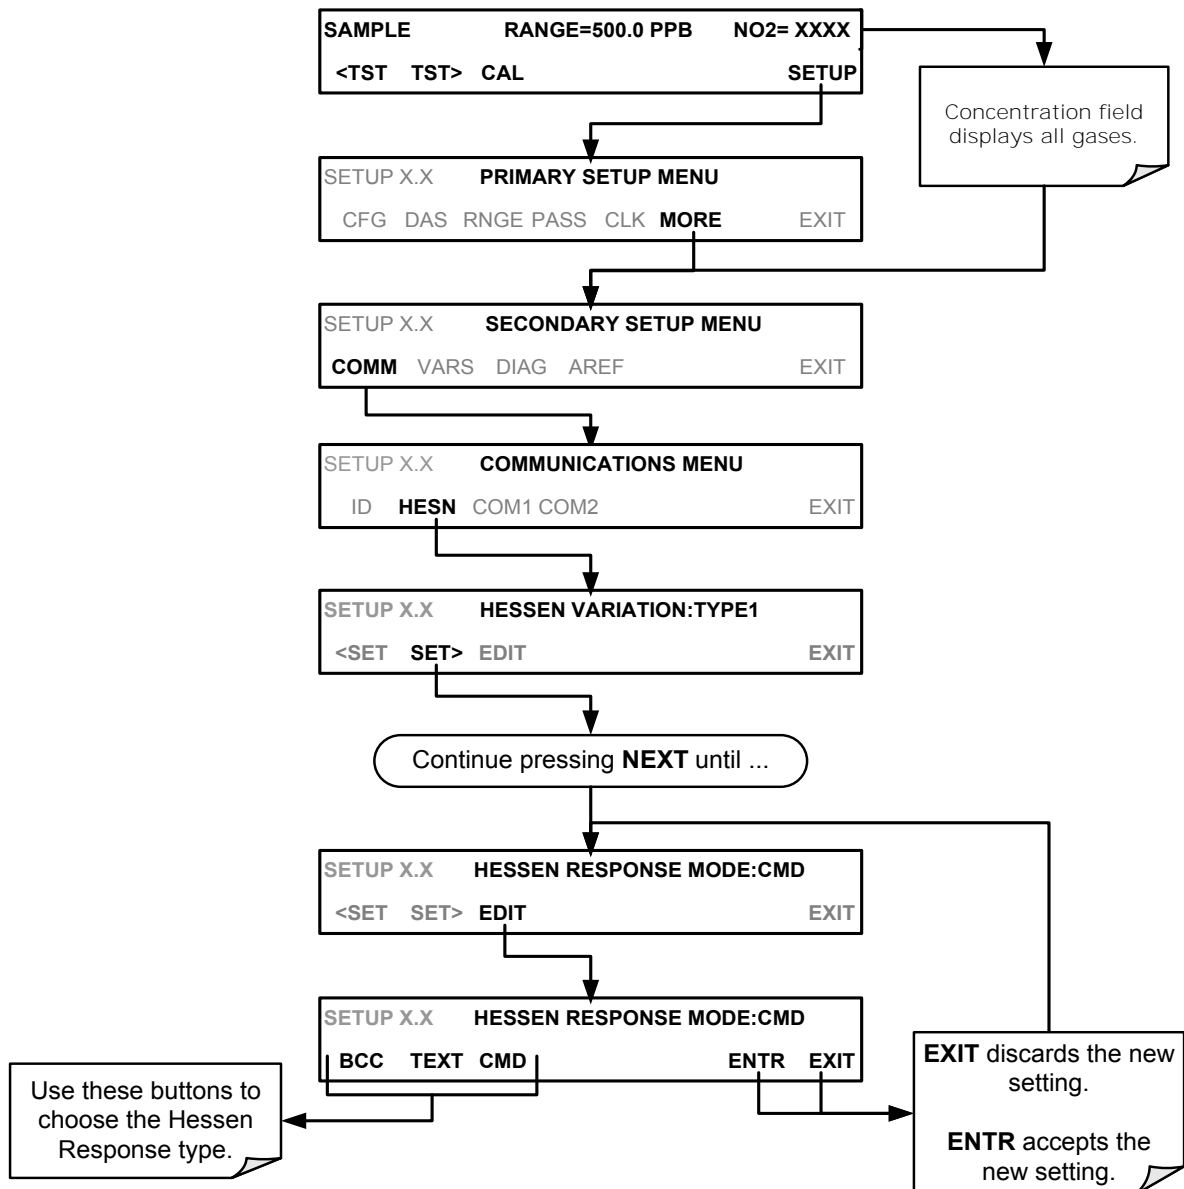 SAMPLE RANGE=500.0 PPB NO2= XXXX
<TST TST> CAL SETUP
Concentration field
displays all gases.
SETUP X.X PRIMARY SETUP MENU
CFG DAS RNGE PASS CLK MORE EXIT
SETUP X.X SECONDARY SETUP MENU
COMM VARS DIAG AREF EXIT
SETUP X.X COMMUNICATIONS MENU
ID HESN COM1 COM2 EXIT
SETUP X.X HESSEN VARIATION:TYPE1
<SET SET> EDIT EXIT
Continue pressing NEXT until ...
SETUP X.X HESSEN RESPONSE MODE:CMD
<SET SET> EDIT EXIT
SETUP X.X HESSEN RESPONSE MODE:CMD
BCC TEXT CMD ENTR EXIT
Use these buttons to
choose the Hessen
Response type.
EXIT discards the new
setting.
ENTR accepts the
new setting.